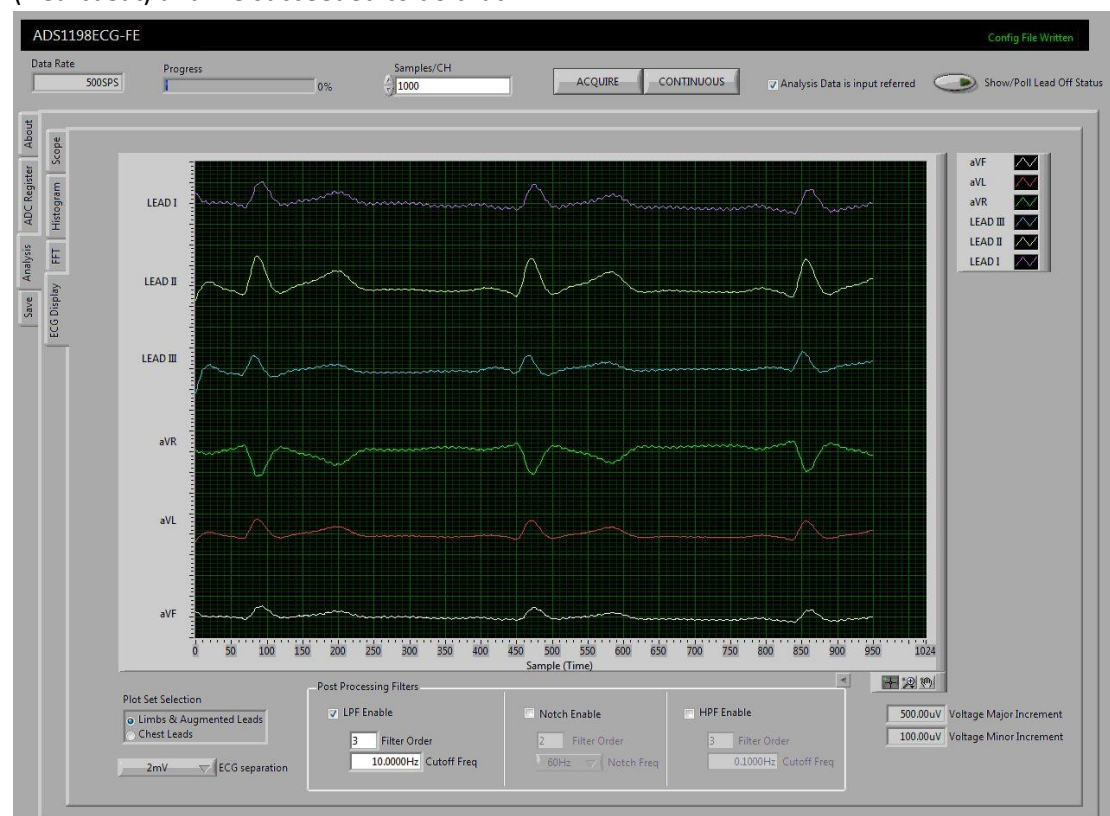 ADS1198ECG-FE
Config File Written
Data Rate
500SPS
Progress
0%
Samples/CH
1000
ACQUIRE
CONTINUOUS
Analysis Data is input referred
Show/Poll Lead Off Status
About
ADC Register
Analysis
Save
Scope
Histogram
FFT
ECG Display
LEAD I
LEAD II
LEAD III
aVR
aVL
aVF
aVF
aVL
aVR
LEAD III
LEAD II
LEAD I
0 50 100 150 200 250 300 350 400 450 500 550 600 650 700 750 800 850 900 950 1024
Sample (Time)
Plot Set Selection
Limbs & Augmented Leads
Chest Leads
2mV
ECG separation
Post Processing Filters
LPF Enable
3 Filter Order
10.0000Hz Cutoff Freq
Notch Enable
2 Filter Order
60Hz Notch Freq
HPF Enable
3 Filter Order
0.1000Hz Cutoff Freq
500.00uV Voltage Major Increment
100.00uV Voltage Minor Increment